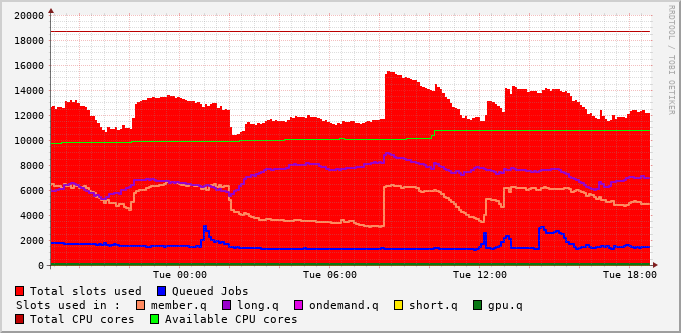 20000
18000
16000
14000
12000
10000
8000
6000
4000
2000
0
Tue 00:00 Tue 06:00 Tue 12:00 Tue 18:00
Total slots used Queued Jobs
Slots used in : member.q long.q ondemand.q short.q gpu.q
Total CPU cores Available CPU cores
RRDTOOL / TOBI OETIKER